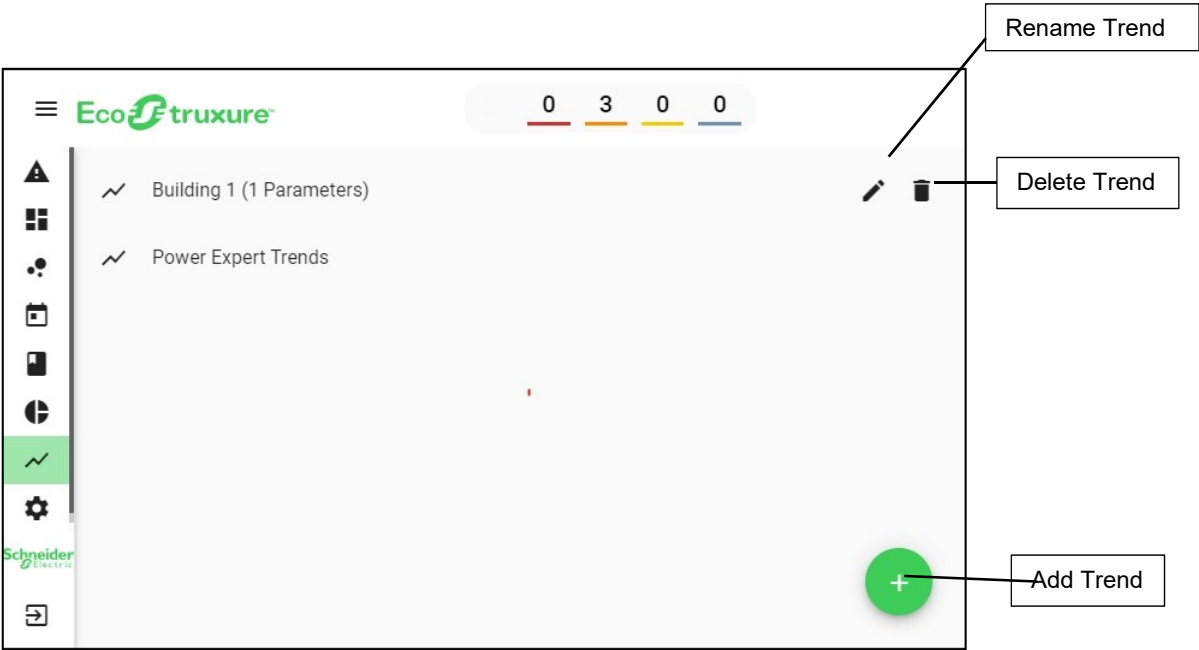 Rename Trend
EcoStruxure™
0 3 0 0
Building 1 (1 Parameters)
Delete Trend
Power Expert Trends
Schneider
Electric
+
Add Trend